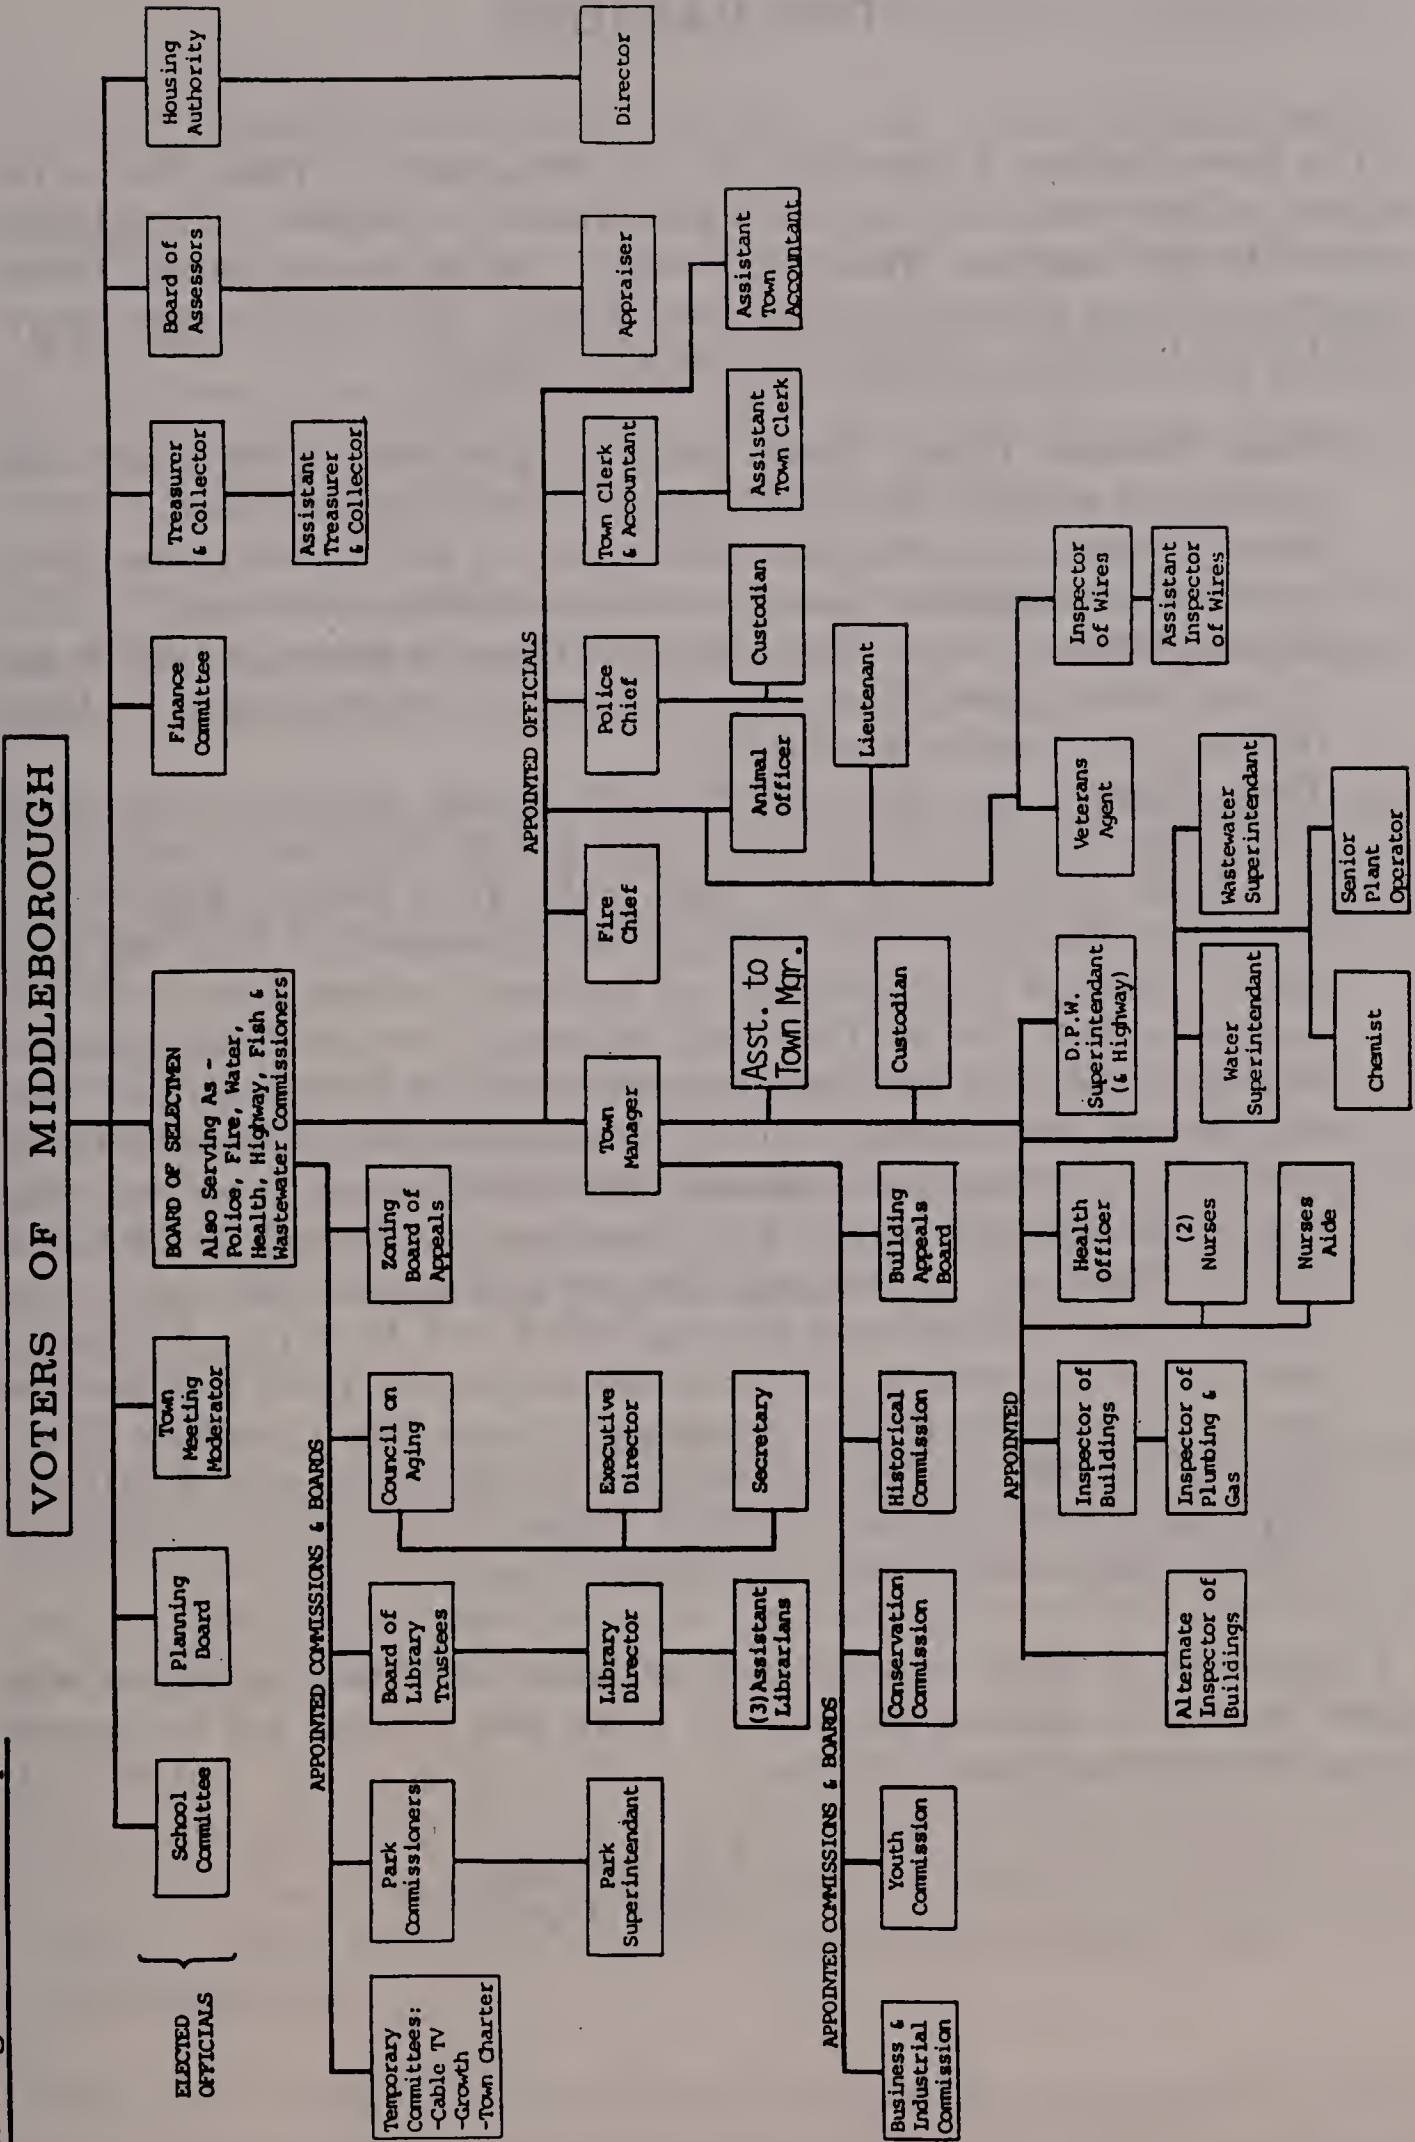 VOTERS OF MIDDLEBOROUGH
ELECTED
OFFICIALS
School
Committee
Planning
Board
Town
Meeting
Moderator
BOARD OF SELECTMEN
Also Serving As -
Police, Fire, Water,
Health, Highway, Fish &
Wastewater Commissioners
Finance
Committee
Treasurer
& Collector
Board of
Assessors
Housing
Authority
Assistant
Treasurer
& Collector
APPOINTED COMMISSIONS & BOARDS
Temporary
Committees:
-Cable TV
-Growth
-Town Charter
Park
Commissioners
Board of
Library
Trustees
Council on
Aging
Zoning
Board of
Appeals
APPOINTED OFFICIALS
Park
Superintendant
Library
Director
Executive
Director
Town
Manager
Fire
Chief
Police
Chief
Town Clerk
& Accountant
Appraiser
Director
(3)Assistant
Librarians
Secretary
Asst. to
Town Mgr.
Animal
Officer
Custodian
Assistant
Town Clerk
Assistant
Town
Accountant
APPOINTED COMMISSIONS & BOARDS
Business &
Industrial
Commission
Youth
Commission
Conservation
Commission
Historical
Commission
Building
Appeals
Board
Custodian
Lieutenant
APPOINTED
Inspector of
Buildings
Health
Officer
D.P.W.
Superintendant
(& Highway)
Veterans
Agent
Inspector
of Wires
Alternate
Inspector of
Buildings
Inspector of
Plumbing &
Gas
(2)
Nurses
Water
Superintendant
Wastewater
Superintendant
Assistant
Inspector
of Wires
Nurses
Aide
Chemist
Senior
Plant
Operator